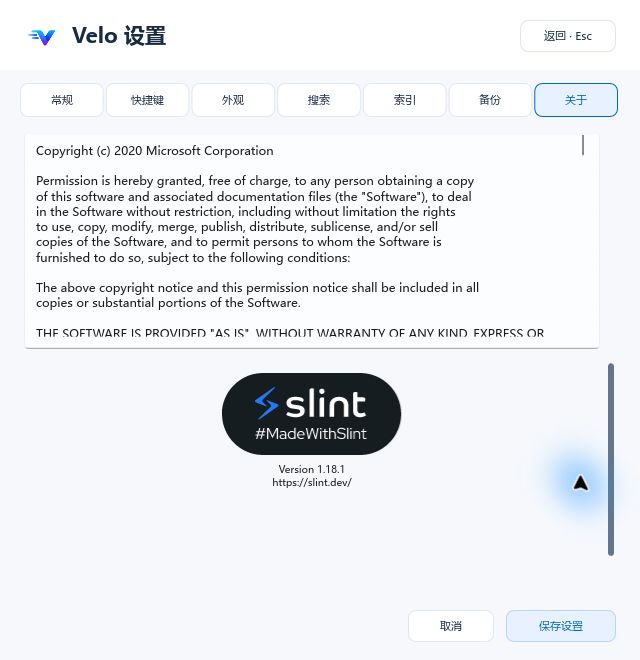 Velo 设置
返回 · Esc
常规
快捷键
外观
搜索
索引
备份
关于
Copyright (c) 2020 Microsoft Corporation
Permission is hereby granted, free of charge, to any person obtaining a copy
of this software and associated documentation files (the "Software"), to deal
in the Software without restriction, including without limitation the rights
to use, copy, modify, merge, publish, distribute, sublicense, and/or sell
copies of the Software, and to permit persons to whom the Software is
furnished to do so, subject to the following conditions:
The above copyright notice and this permission notice shall be included in all
copies or substantial portions of the Software.
THE SOFTWARE IS PROVIDED "AS IS", WITHOUT WARRANTY OF ANY KIND, EXPRESS OR
slint
#MadeWithSlint
Version 1.18.1
https://slint.dev/
取消
保存设置